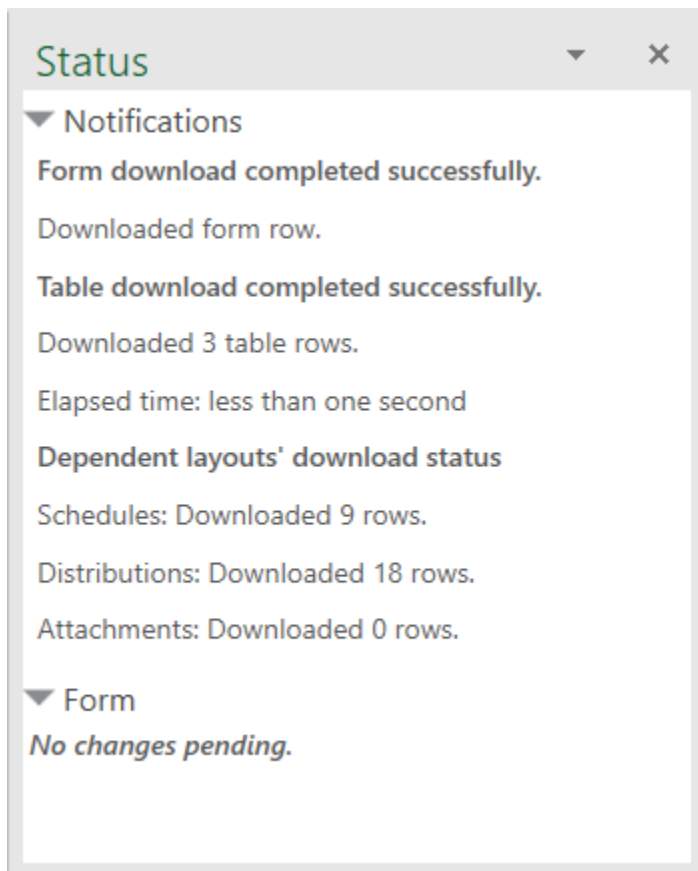 Status
Notifications
Form download completed successfully.
Downloaded form row.
Table download completed successfully.
Downloaded 3 table rows.
Elapsed time: less than one second
Dependent layouts' download status
Schedules: Downloaded 9 rows.
Distributions: Downloaded 18 rows.
Attachments: Downloaded 0 rows.
Form
No changes pending.